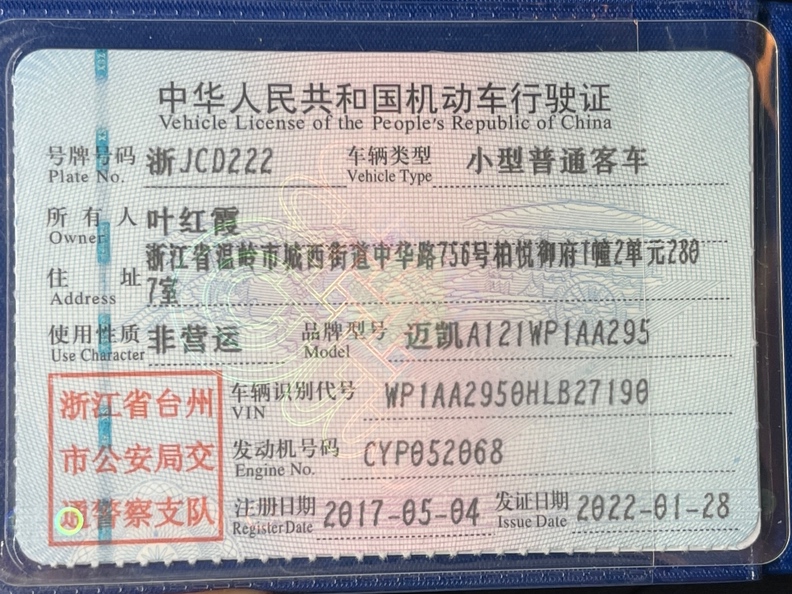 中华人民共和国机动车行驶证
Vehicle License of the People's Republic of China
号牌号码 浙JCD222 车辆类型 小型普通客车
Plate No. Vehicle Type
所有人 叶红霞
Owner
浙江省温岭市城西街道中华路756号柏悦御府1幢2单元280
住址 7室
Address
使用性质 非营运 品牌型号 迈凯A121WP1AA295
Use Character Model
浙江省台州
市公安局交
通警察支队
车辆识别代号 WP1AA2950HLB27190
VIN
发动机号码 CYP052068
Engine No.
注册日期 2017-05-04 发证日期 2022-01-28
Register Date Issue Date